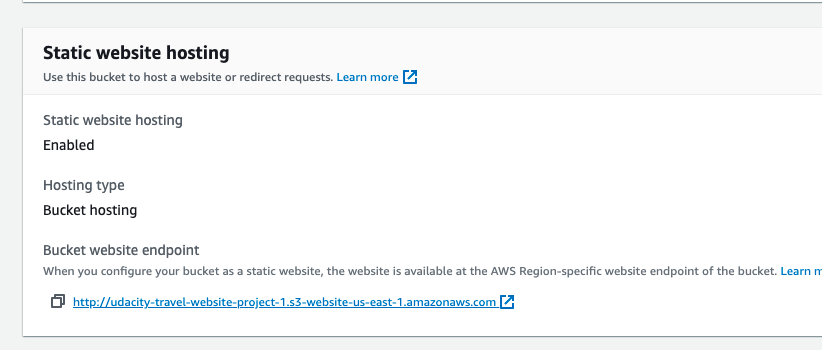 Static website hosting
Use this bucket to host a website or redirect requests. Learn more
Static website hosting
Enabled
Hosting type
Bucket hosting
Bucket website endpoint
When you configure your bucket as a static website, the website is available at the AWS Region-specific website endpoint of the bucket. Learn m
http://udacity-travel-website-project-1.s3-website-us-east-1.amazonaws.com